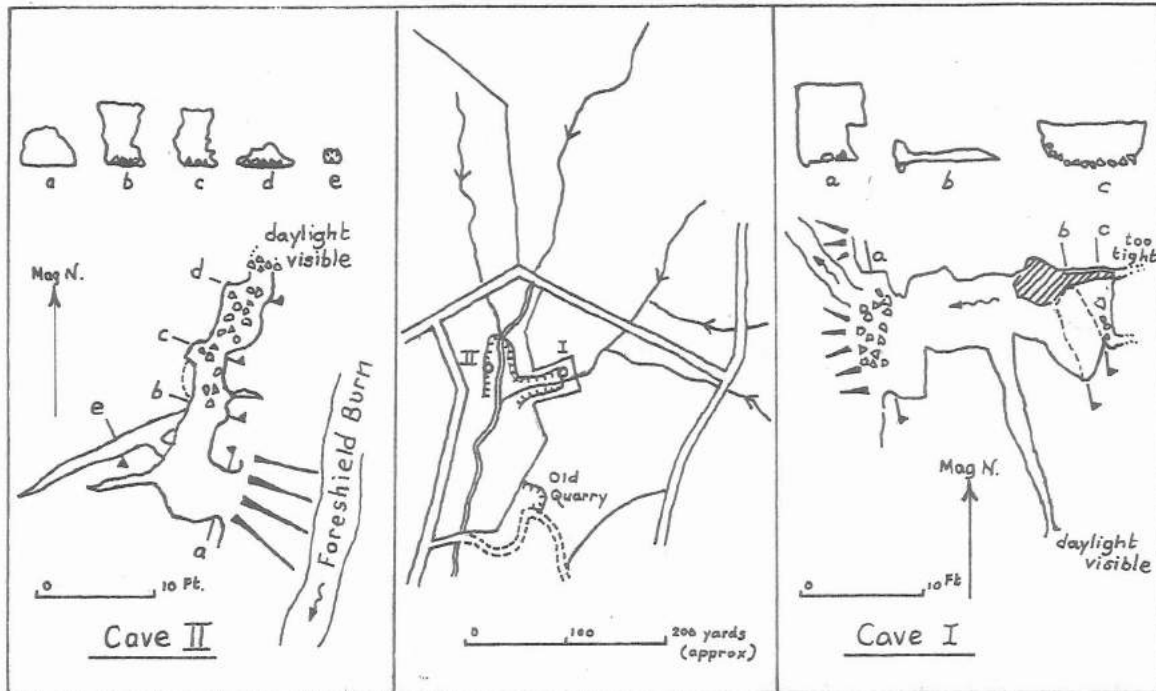 a
b
c
d
e
daylight
visible
Mag N.
d
c
b
e
a
Foreshield Burn
0 10 Ft.
Cave II
II
I
Old
Quarry
0 100 200 yards
(approx)
a
b
c
a
b
c
too
tight
Mag N.
daylight
visible
0 10 Ft
Cave I